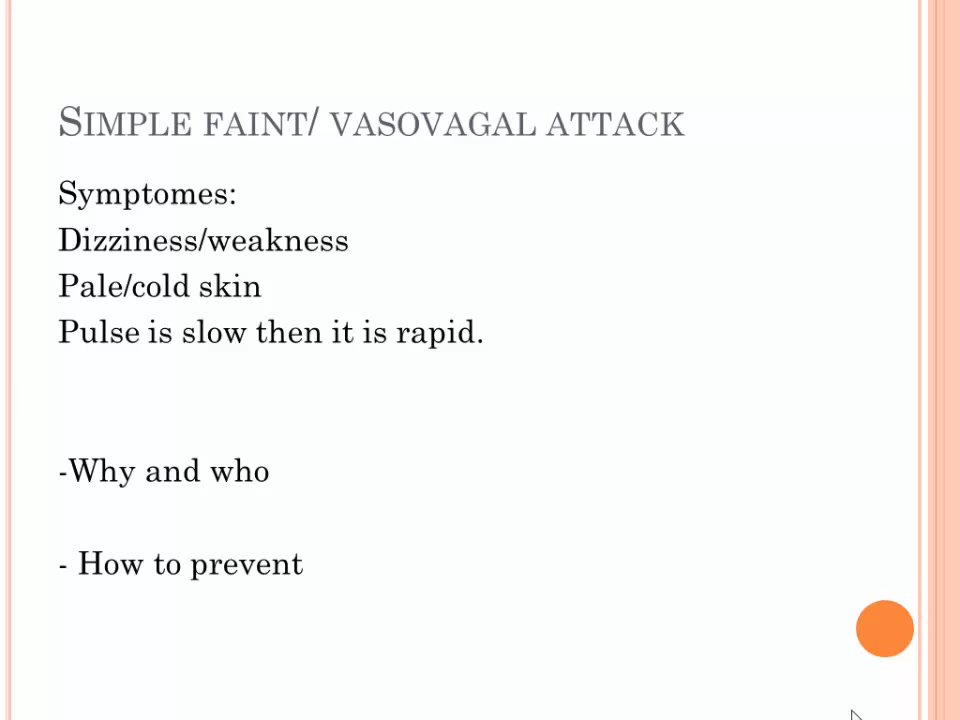 SIMPLE FAINT/ VASOVAGAL ATTACK
Symptomes:
Dizziness/weakness
Pale/cold skin
Pulse is slow then it is rapid.
-Why and who
- How to prevent